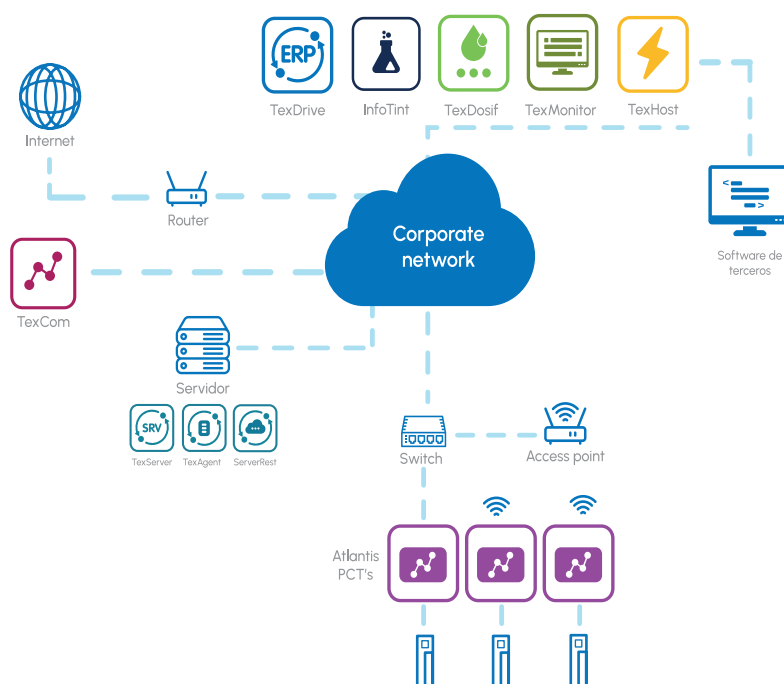 ERP
TexDrive
InfoTint
TexDosif
TexMonitor
TexHost
Internet
Router
Corporate
network
Software de
terceros
TexCom
Servidor
SRV
TexServer
TexAgent
ServerRest
Switch
Access point
Atlantis
PCT's